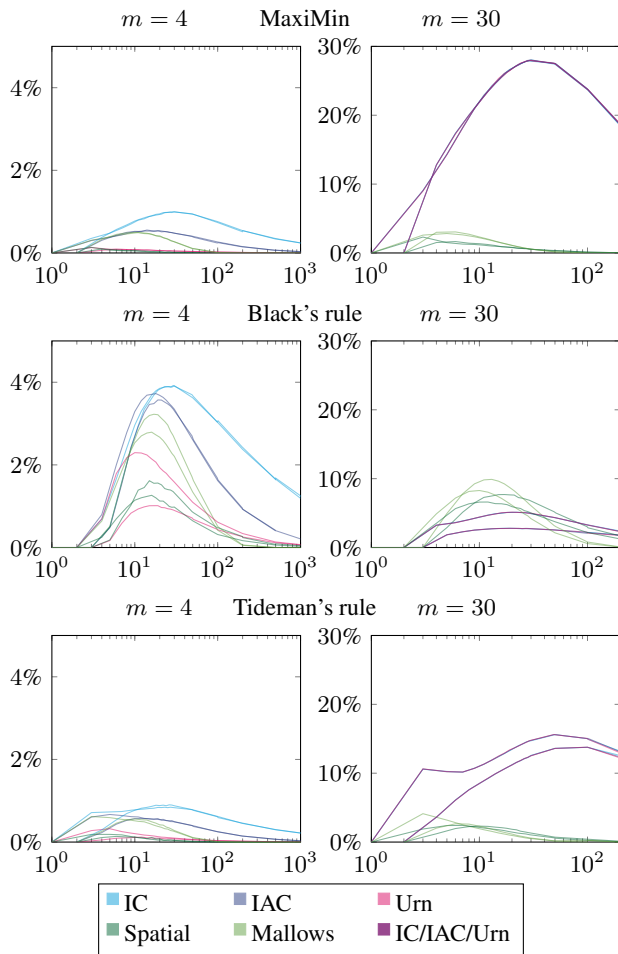 m = 4 MaxiMin m = 30
4% 30%
20%
2%
10%
0% 0%
10^0 10^1 10^2 10^3 10^0 10^1 10^2
m = 4 Black's rule m = 30
4% 30%
20%
2%
10%
0% 0%
10^0 10^1 10^2 10^3 10^0 10^1 10^2
m = 4 Tideman's rule m = 30
4% 30%
20%
2%
10%
0% 0%
10^0 10^1 10^2 10^3 10^0 10^1 10^2
IC IAC Urn
Spatial Mallows IC/IAC/Urn